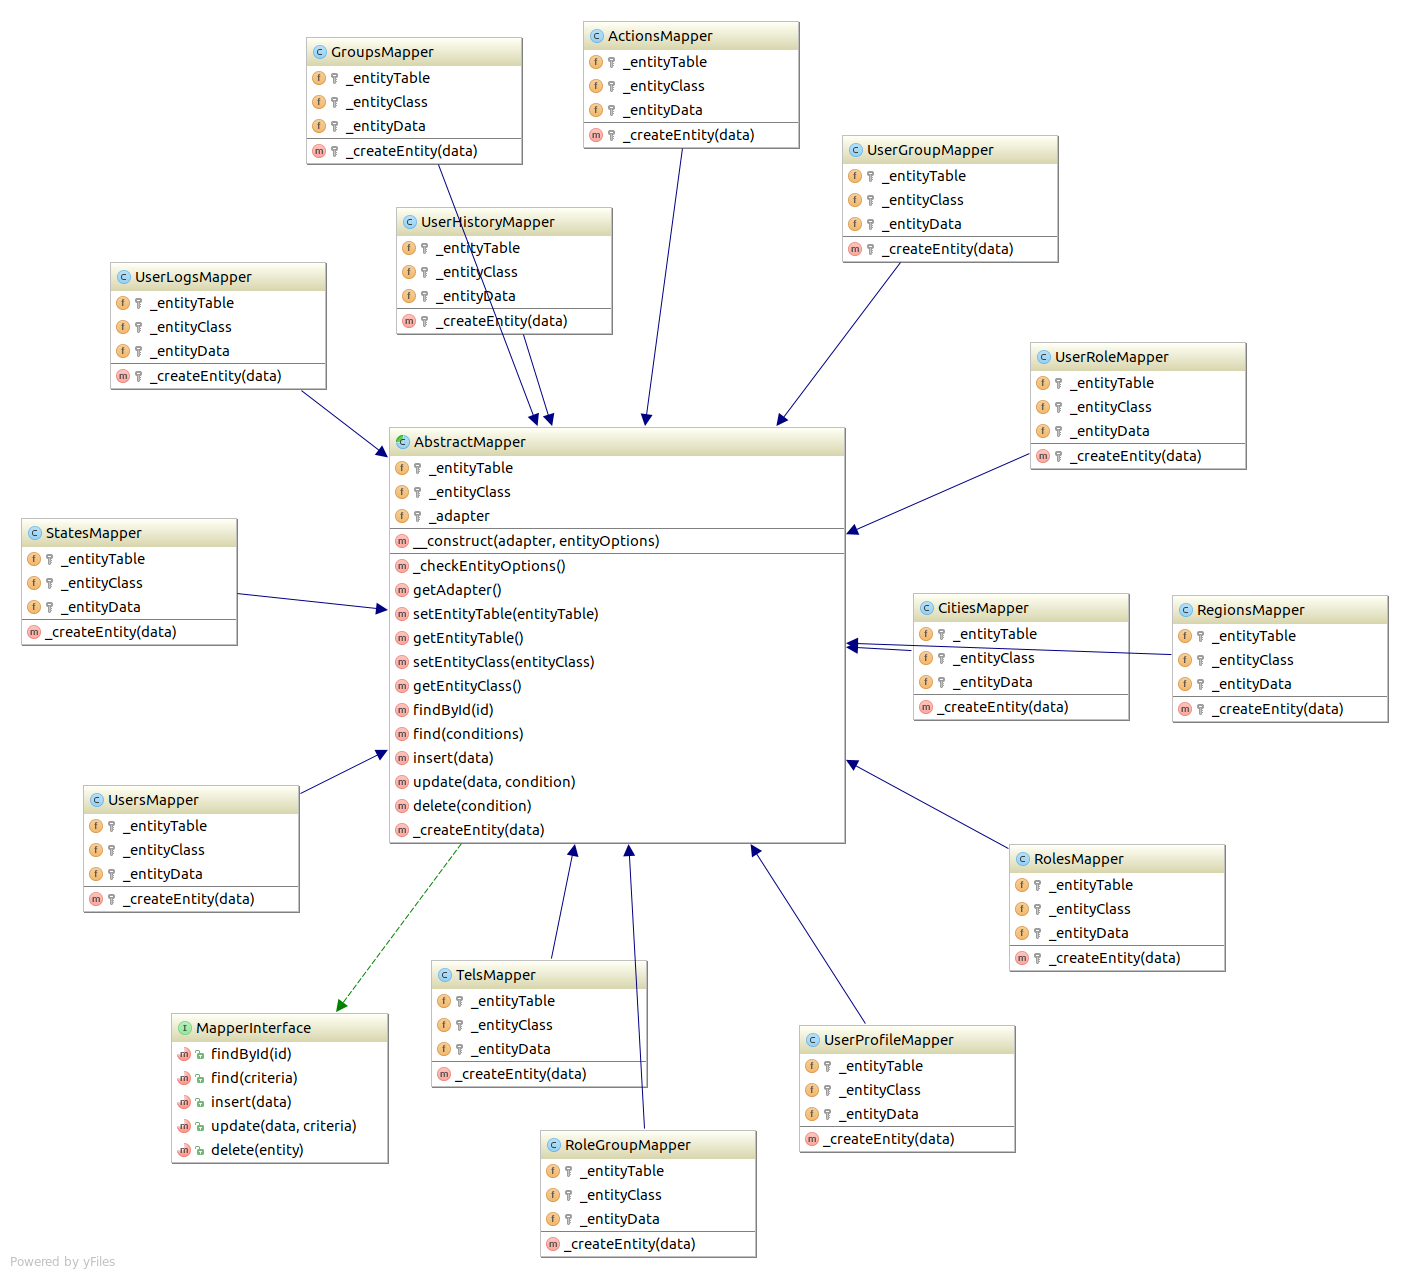 GroupsMapper
_entityTable
_entityClass
_entityData
_createEntity(data)
ActionsMapper
_entityTable
_entityClass
_entityData
_createEntity(data)
UserGroupMapper
_entityTable
_entityClass
_entityData
_createEntity(data)
UserHistoryMapper
_entityTable
_entityClass
_entityData
_createEntity(data)
UserLogsMapper
_entityTable
_entityClass
_entityData
_createEntity(data)
UserRoleMapper
_entityTable
_entityClass
_entityData
_createEntity(data)
AbstractMapper
_entityTable
_entityClass
_adapter
__construct(adapter, entityOptions)
_checkEntityOptions()
getAdapter()
setEntityTable(entityTable)
getEntityTable()
setEntityClass(entityClass)
getEntityClass()
findById(id)
find(conditions)
insert(data)
update(data, condition)
delete(condition)
_createEntity(data)
StatesMapper
_entityTable
_entityClass
_entityData
_createEntity(data)
CitiesMapper
_entityTable
_entityClass
_entityData
_createEntity(data)
RegionsMapper
_entityTable
_entityClass
_entityData
_createEntity(data)
UsersMapper
_entityTable
_entityClass
_entityData
_createEntity(data)
RolesMapper
_entityTable
_entityClass
_entityData
_createEntity(data)
TelsMapper
_entityTable
_entityClass
_entityData
_createEntity(data)
MapperInterface
findById(id)
find(criteria)
insert(data)
update(data, criteria)
delete(entity)
UserProfileMapper
_entityTable
_entityClass
_entityData
_createEntity(data)
RoleGroupMapper
_entityTable
_entityClass
_entityData
_createEntity(data)
Powered by yFiles